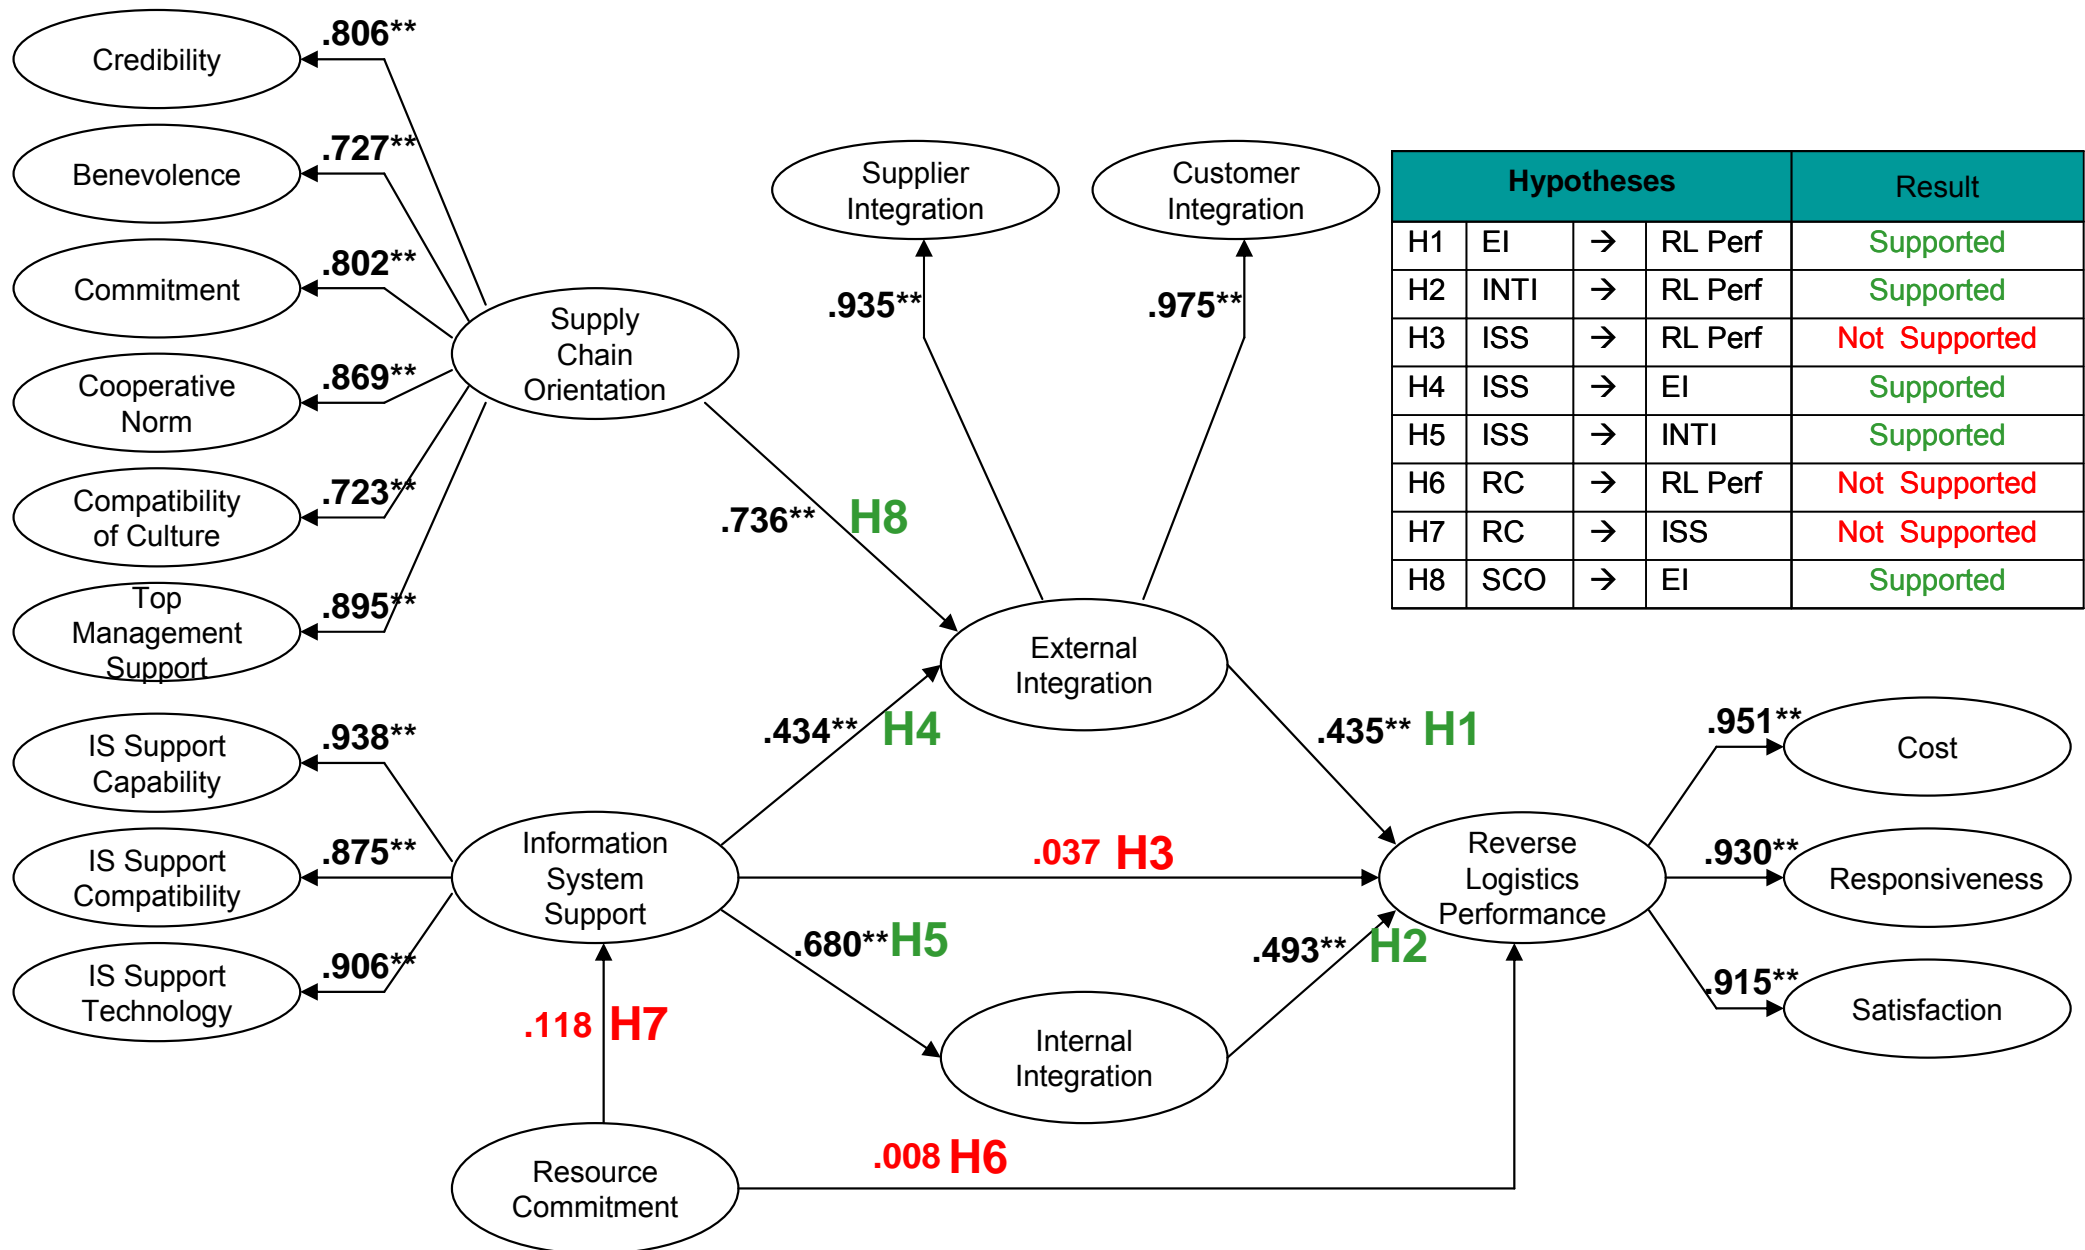 Credibility
.806**
Benevolence
.727**
Commitment
.802**
Cooperative
Norm
.869**
Compatibility
of Culture
.723**
Top
Management
Support
.895**
Supply
Chain
Orientation
Supplier
Integration
.935**
Customer
Integration
.975**
Hypotheses Result
H1 EI → RL Perf Supported
H2 INTI → RL Perf Supported
H3 ISS → RL Perf Not Supported
H4 ISS → EI Supported
H5 ISS → INTI Supported
H6 RC → RL Perf Not Supported
H7 RC → ISS Not Supported
H8 SCO → EI Supported
.736** H8
External
Integration
.434** H4
.435** H1
IS Support
Capability
.938**
IS Support
Compatibility
.875**
IS Support
Technology
.906**
Information
System
Support
.037 H3
.680** H5
.493** H2
Reverse
Logistics
Performance
.951**
Cost
.930**
Responsiveness
.915**
Satisfaction
.118 H7
Internal
Integration
.008 H6
Resource
Commitment